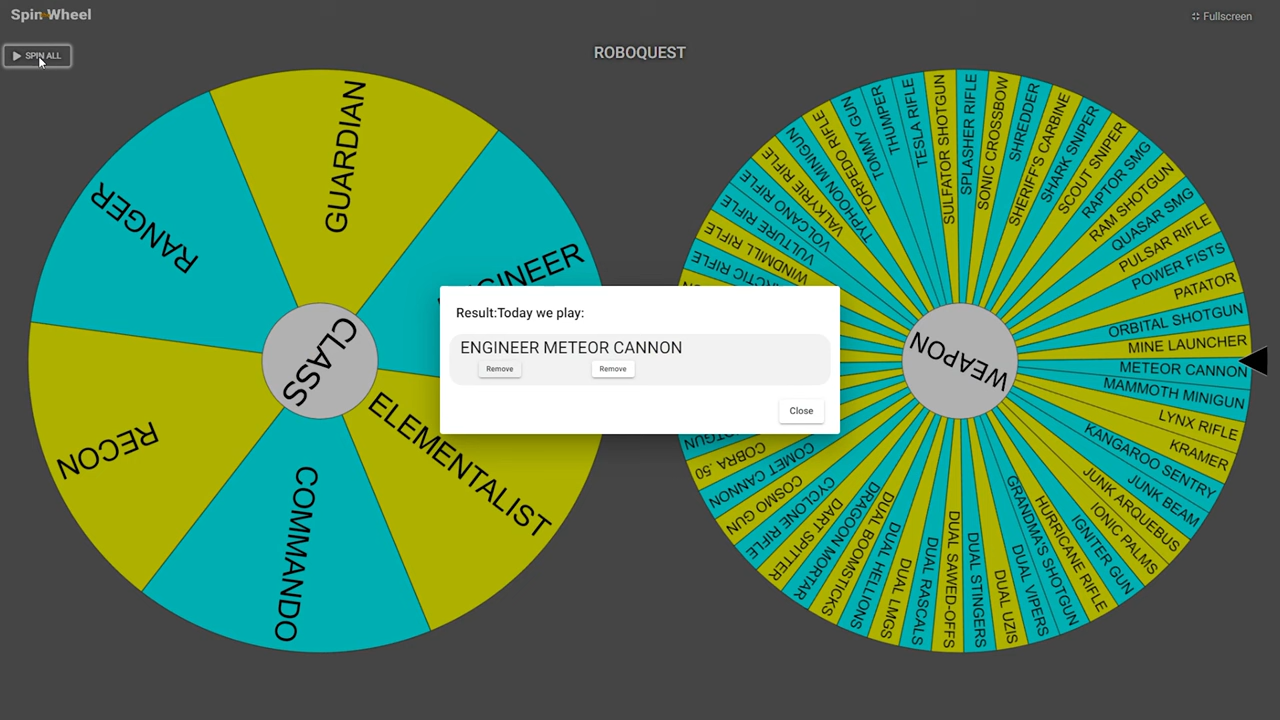 Spin Wheel
Fullscreen
SPIN ALL
ROBOQUEST
GUARDIAN
RANGER
RECON
COMMANDO
ELEMENTALIST
CLASS
Result:Today we play:
ENGINEER METEOR CANNON
Remove
Remove
Close
WEAPON
WINDMILL RIFLE
VULTURE RIFLE
VOLCANO RIFLE
VALKYRIE RIFLE
TYPHOON MINIGUN
TORPEDO RIFLE
TOMMY GUN
THUMPER
TESLA RIFLE
SULFATOR SHOTGUN
SPLASHER RIFLE
SONIC CROSSBOW
SHREDDER
SHERIFF'S CARBINE
SHARK SNIPER
SCOUT SNIPER
RAPTOR SMG
RAM SHOTGUN
QUASAR SMG
PULSAR RIFLE
POWER FISTS
PATATOR
ORBITAL SHOTGUN
MINE LAUNCHER
METEOR CANNON
MAMMOTH MINIGUN
LYNX RIFLE
KRAMER
KANGAROO SENTRY
JUNK BEAM
JUNK ARQUEBUS
IONIC PALMS
IGNITER GUN
HURRICANE RIFLE
GRANDMA'S SHOTGUN
DUAL VIPERS
DUAL UZIS
DUAL STINGERS
DUAL SAWED-OFFS
DUAL RASCALS
DUAL LMGS
DUAL HELLIONS
DUAL BOOMSTICKS
DRAGOON MORTAR
DART SPITTER
CYCLONE RIFLE
COSMO GUN
COMET CANNON
COBRA .50